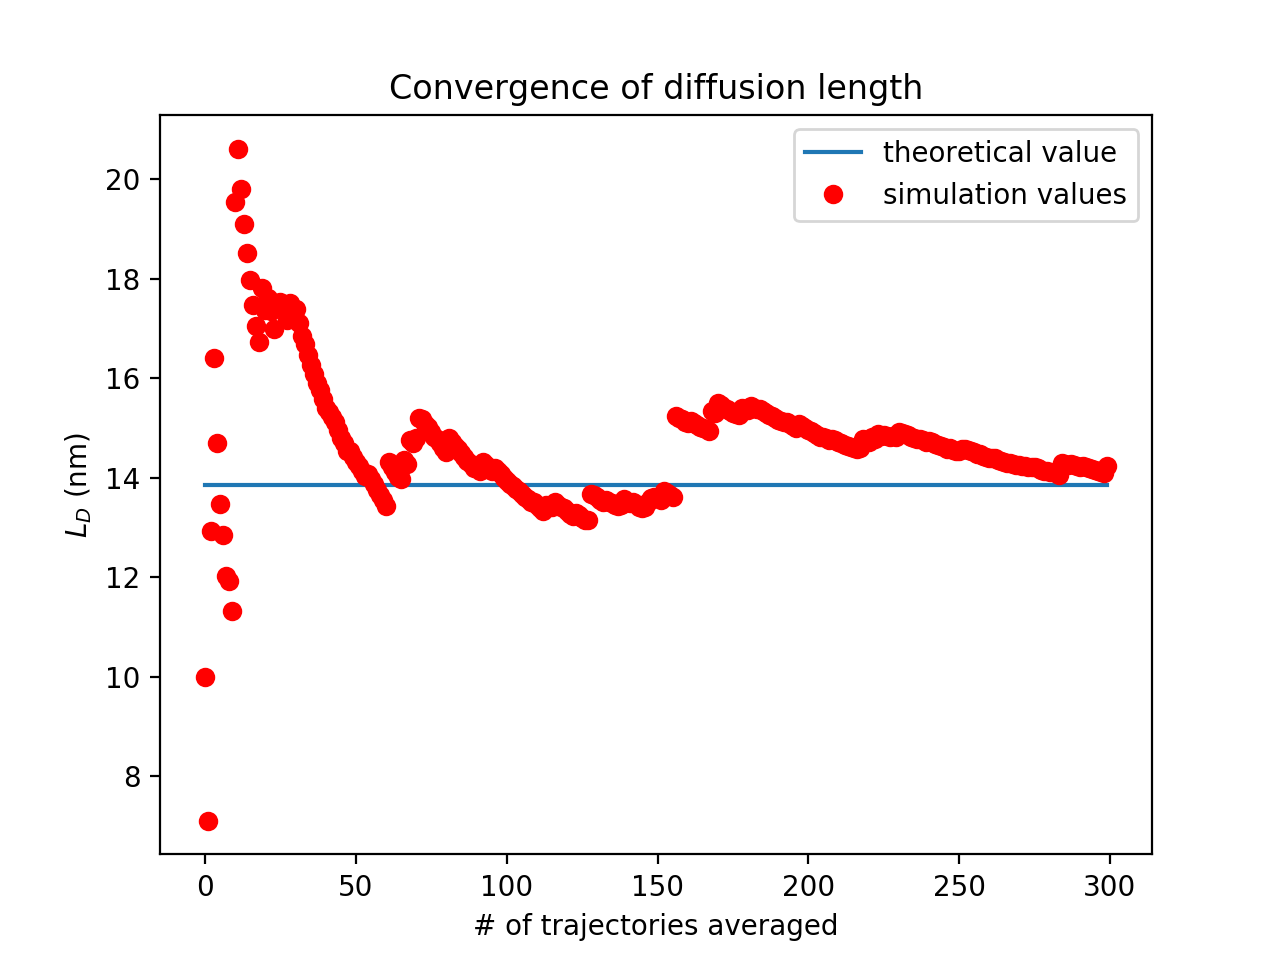 Convergence of diffusion length
theoretical value
simulation values
20
18
16
14
12
10
8
L_D (nm)
0 50 100 150 200 250 300
# of trajectories averaged